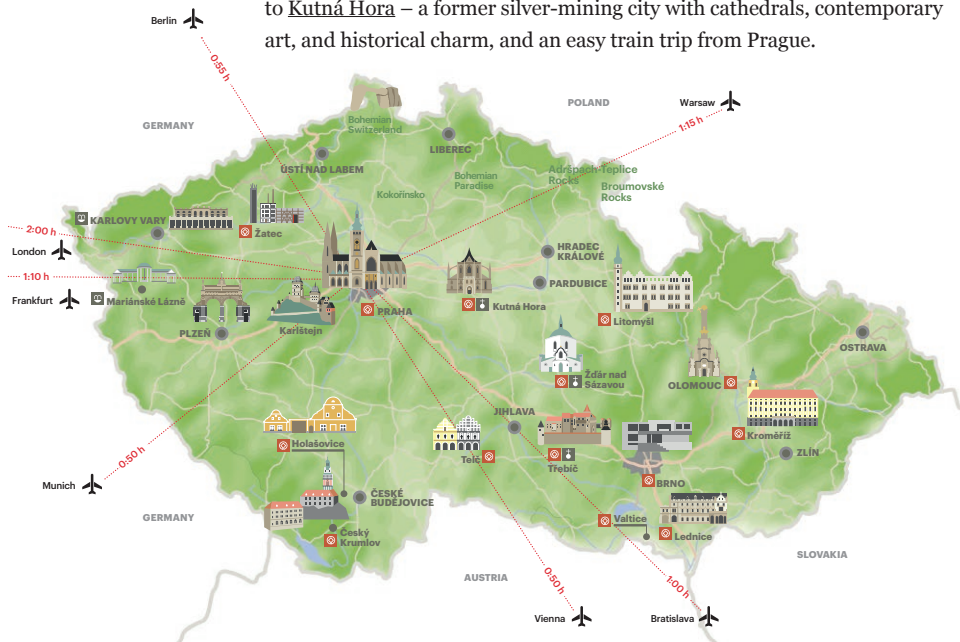 to Kutná Hora – a former silver-mining city with cathedrals, contemporary
art, and historical charm, and an easy train trip from Prague.
Berlin
0:55 h
GERMANY
POLAND
Warsaw
1:15 h
Bohemian
Switzerland
LIBEREC
ÚSTÍ NAD LABEM
Kokořínsko
Bohemian
Paradise
Adršpach-Teplice
Rocks
Broumovské
Rocks
KARLOVY VARY
Žatec
2:00 h
London
1:10 h
Frankfurt
Mariánské Lázně
PLZEŇ
Karlštejn
PRAHA
Kutná Hora
HRADEC
KRÁLOVÉ
PARDUBICE
Litomyšl
OSTRAVA
Žďár nad
Sázavou
OLOMOUC
JIHLAVA
Holašovice
Telč
Třebíč
Kroměříž
ZLÍN
BRNO
0:50 h
Munich
ČESKÉ
BUDĚJOVICE
GERMANY
Český
Krumlov
Valtice
Lednice
SLOVAKIA
AUSTRIA
0:50 h
1:00 h
Vienna
Bratislava